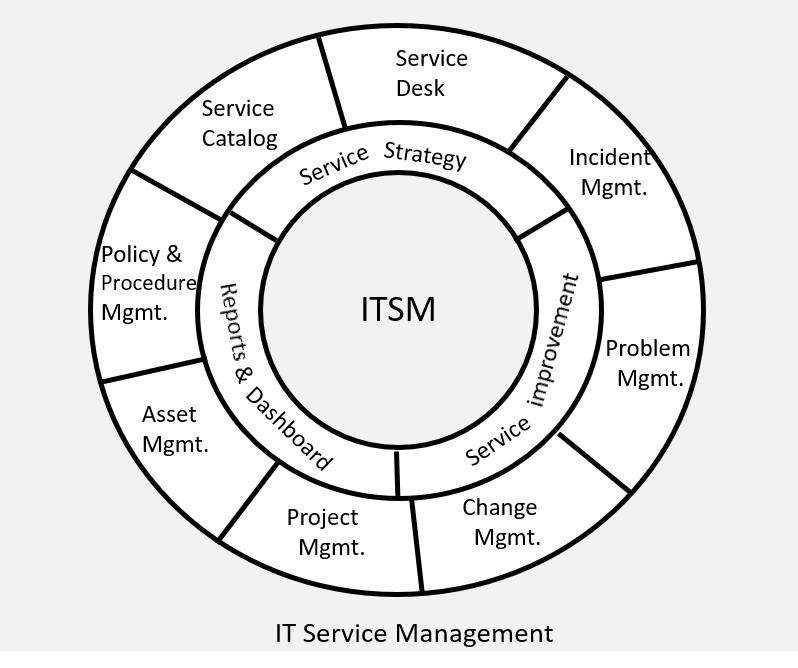 Service
Desk
Service
Catalog
Incident
Mgmt.
Service Strategy
Policy &
Procedure
Mgmt.
Reports & Dashboard
ITSM
Service improvement
Problem
Mgmt.
Asset
Mgmt.
Project
Mgmt.
Change
Mgmt.
IT Service Management